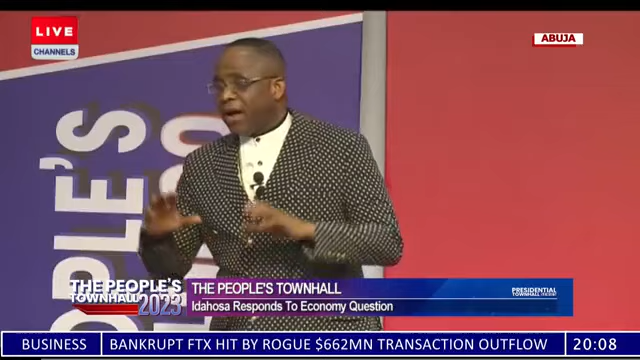 LIVE
CHANNELS
ABUJA
PEOPLE'S
THE PEOPLE'S
TOWNHALL 2023
THE PEOPLE'S TOWNHALL
Idahosa Responds To Economy Question
PRESIDENTIAL
BUSINESS
BANKRUPT FTX HIT BY ROGUE $662MN TRANSACTION OUTFLOW
20:08